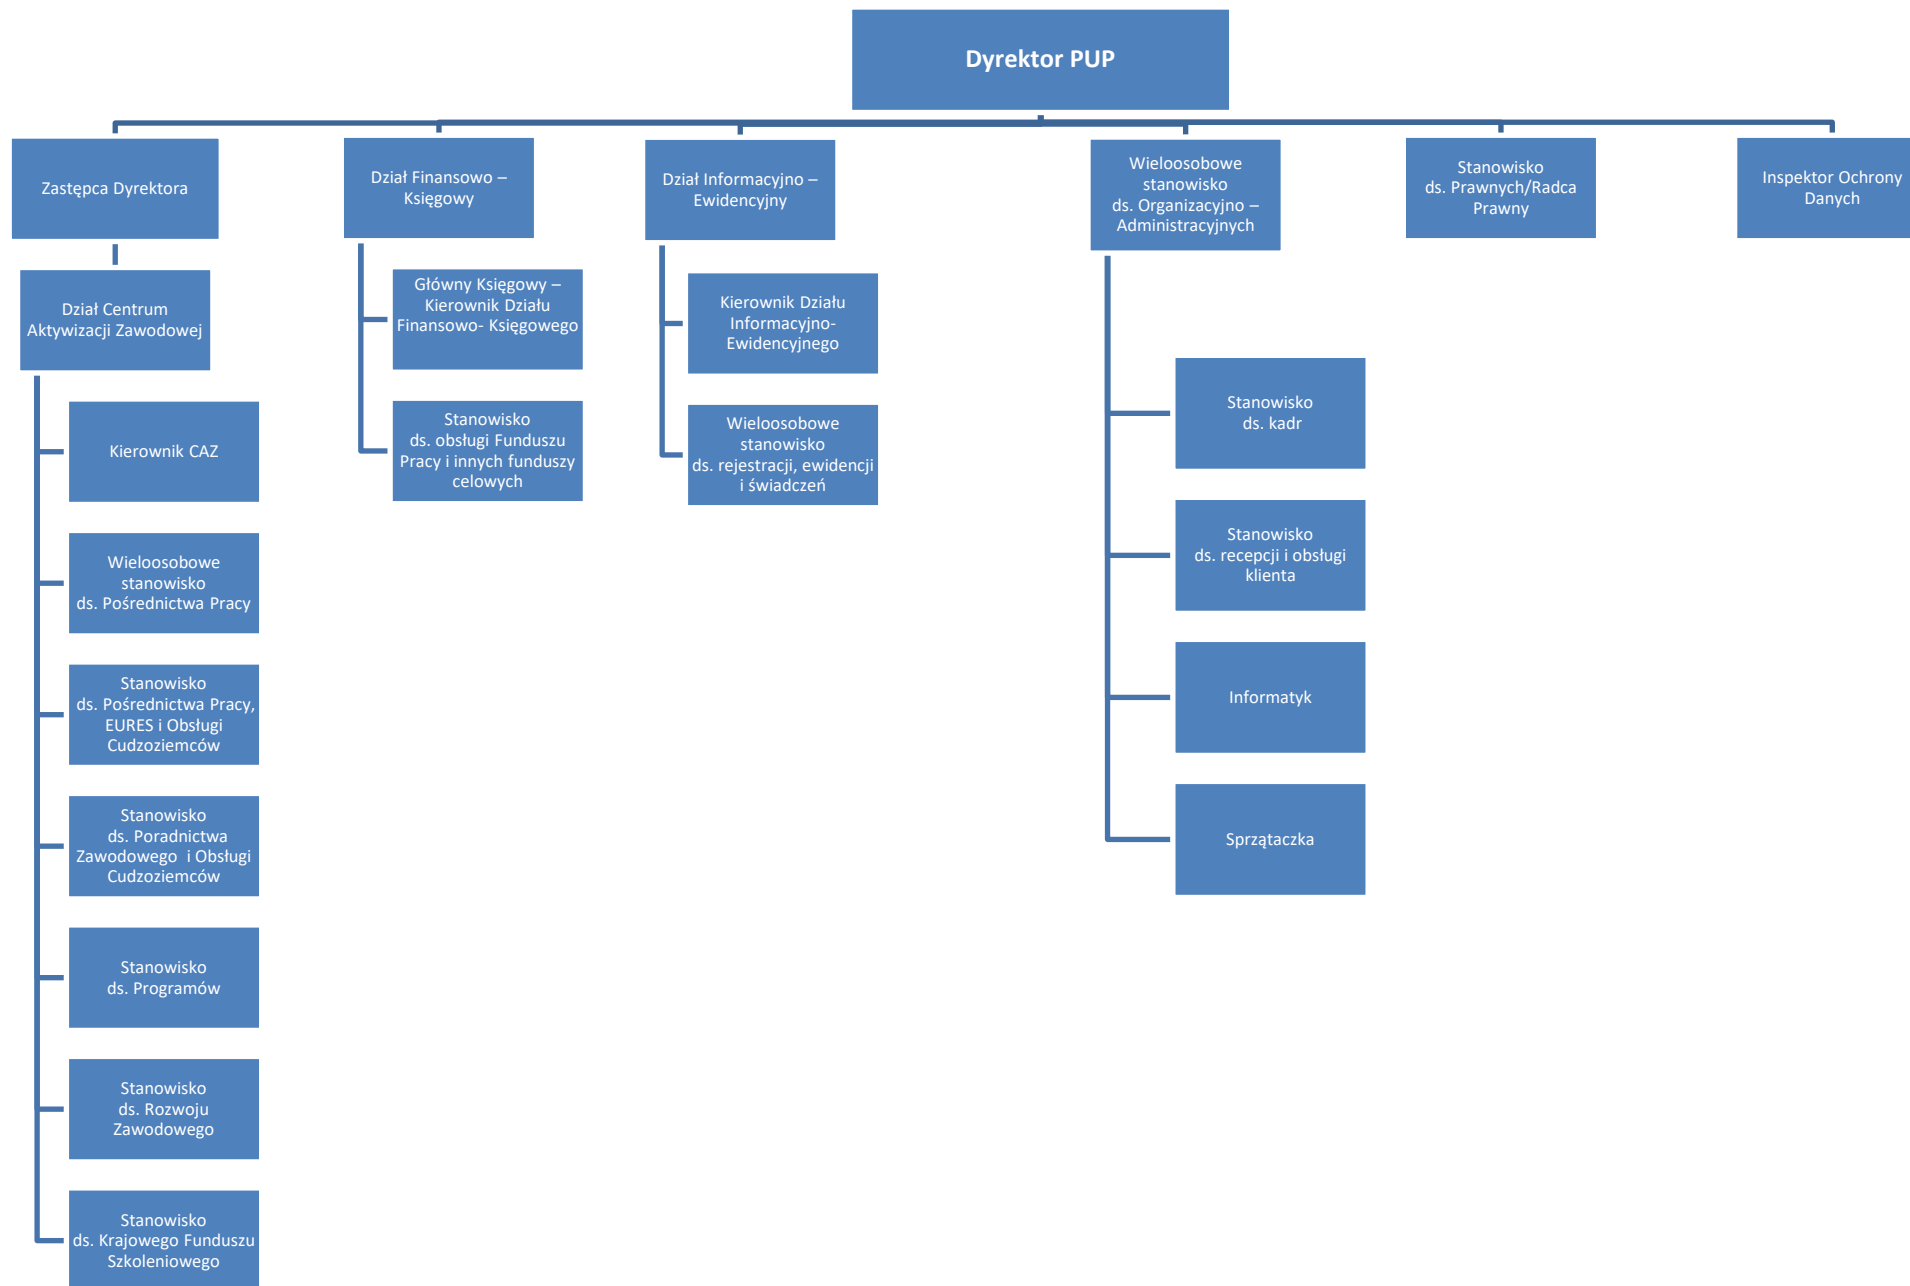 Dyrektor PUP
Zastępca Dyrektora
Dział Finansowo –
Księgowy
Dział Informacyjno –
Ewidencyjny
Wieloosobowe
stanowisko
ds. Organizacyjno –
Administracyjnych
Stanowisko
ds. Prawnych/Radca
Prawny
Inspektor Ochrony
Danych
Dział Centrum
Aktywizacji Zawodowej
Kierownik CAZ
Wieloosobowe
stanowisko
ds. Pośrednictwa Pracy
Stanowisko
ds. Pośrednictwa Pracy,
EURES i Obsługi
Cudzoziemców
Stanowisko
ds. Poradnictwa
Zawodowego  i Obsługi
Cudzoziemców
Stanowisko
ds. Programów
Stanowisko
ds. Rozwoju
Zawodowego
Stanowisko
ds. Krajowego Funduszu
Szkoleniowego
Główny Księgowy –
Kierownik Działu
Finansowo- Księgowego
Stanowisko
ds. obsługi Funduszu
Pracy i innych funduszy
celowych
Kierownik Działu
Informacyjno-
Ewidencyjnego
Wieloosobowe
stanowisko
ds. rejestracji, ewidencji
i świadczeń
Stanowisko
ds. kadr
Stanowisko
ds. recepcji i obsługi
klienta
Informatyk
Sprzątaczka